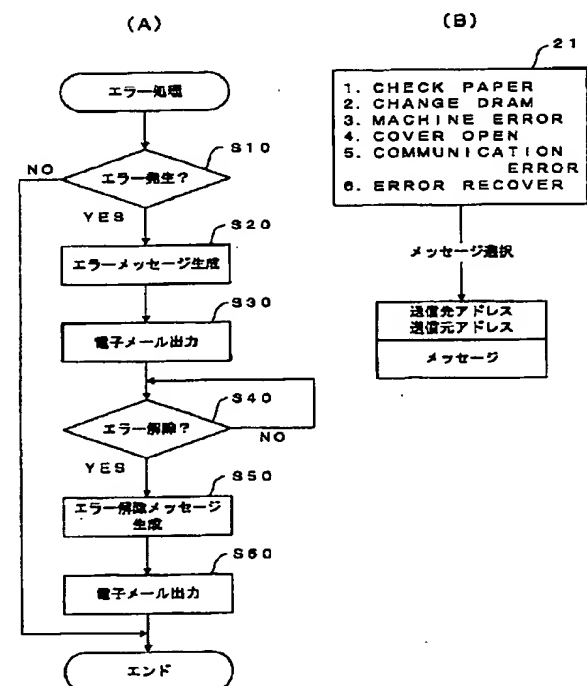 (A)
エラー処理
S10
エラー発生?
NO
YES
S20
エラーメッセージ生成
S30
電子メール出力
S40
エラー解除?
NO
YES
S50
エラー解除メッセージ
生成
S60
電子メール出力
エンド
(B)
21
1. CHECK PAPER
2. CHANGE DRAM
3. MACHINE ERROR
4. COVER OPEN
5. COMMUNICATION
ERROR
6. ERROR RECOVER
メッセージ選択
送信先アドレス
送信元アドレス
メッセージ